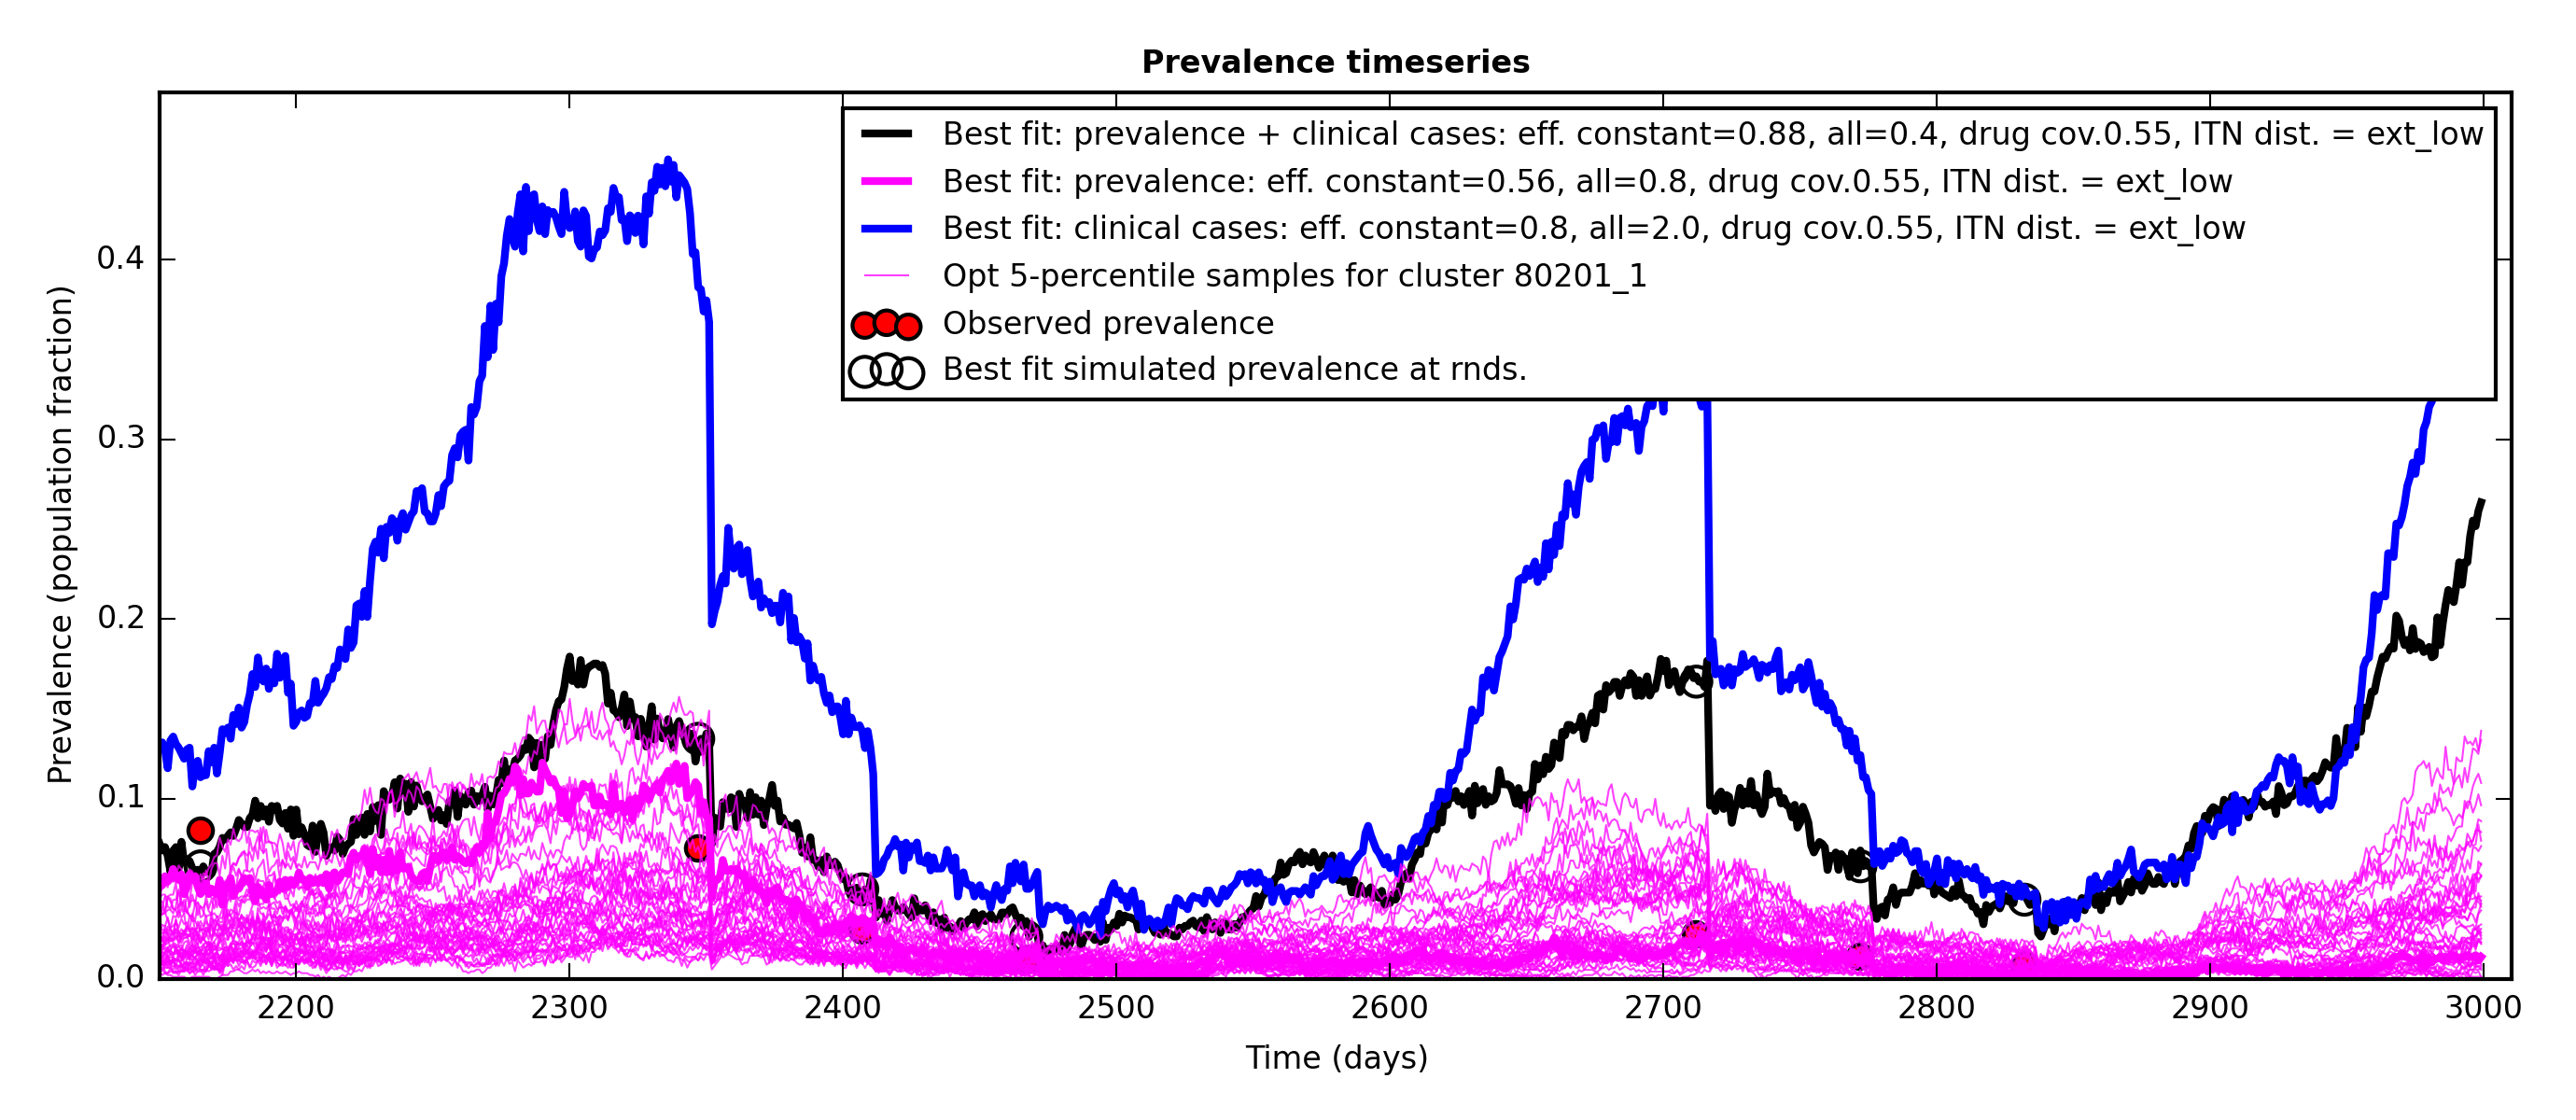 Prevalence timeseries
Best fit: prevalence + clinical cases: eff. constant=0.88, all=0.4, drug cov.0.55, ITN dist. = ext_low
Best fit: prevalence: eff. constant=0.56, all=0.8, drug cov.0.55, ITN dist. = ext_low
Best fit: clinical cases: eff. constant=0.8, all=2.0, drug cov.0.55, ITN dist. = ext_low
Opt 5-percentile samples for cluster 80201_1
Observed prevalence
Best fit simulated prevalence at rnds.
Prevalence (population fraction)
0.4
0.3
0.2
0.1
0.0
2200 2300 2400 2500 2600 2700 2800 2900 3000
Time (days)